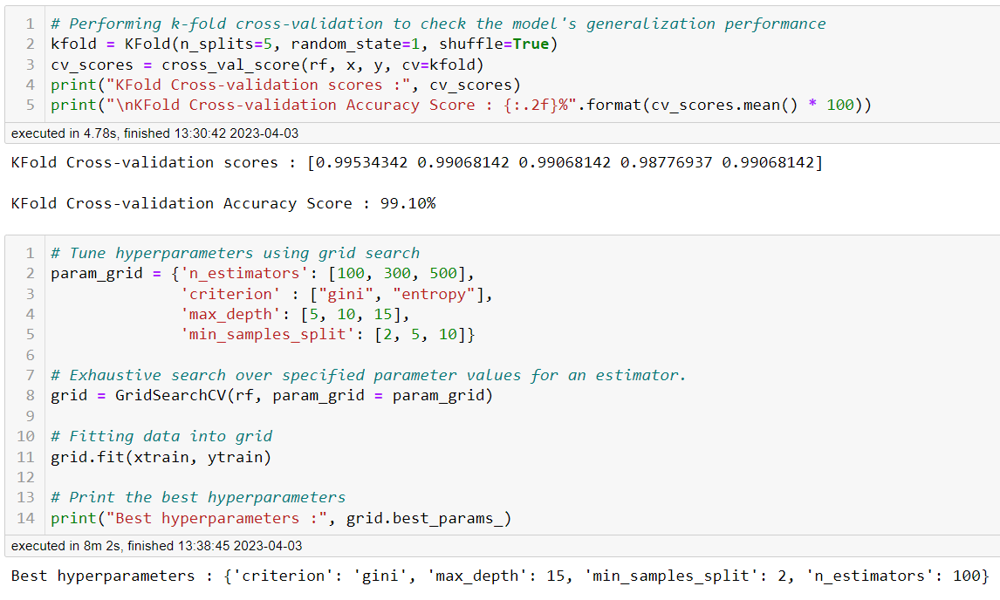 1 # Performing k-fold cross-validation to check the model's generalization performance
2 kfold = KFold(n_splits=5, random_state=1, shuffle=True)
3 cv_scores = cross_val_score(rf, x, y, cv=kfold)
4 print("KFold Cross-validation scores :", cv_scores)
5 print("\nKFold Cross-validation Accuracy Score : {:.2f}%".format(cv_scores.mean() * 100))
executed in 4.78s, finished 13:30:42 2023-04-03
KFold Cross-validation scores : [0.99534342 0.99068142 0.99068142 0.98776937 0.99068142]
KFold Cross-validation Accuracy Score : 99.10%
1 # Tune hyperparameters using grid search
2 param_grid = {'n_estimators': [100, 300, 500],
3 'criterion' : ["gini", "entropy"],
4 'max_depth': [5, 10, 15],
5 'min_samples_split': [2, 5, 10]}
6
7 # Exhaustive search over specified parameter values for an estimator.
8 grid = GridSearchCV(rf, param_grid = param_grid)
9
10 # Fitting data into grid
11 grid.fit(xtrain, ytrain)
12
13 # Print the best hyperparameters
14 print("Best hyperparameters :", grid.best_params_)
executed in 8m 2s, finished 13:38:45 2023-04-03
Best hyperparameters : {'criterion': 'gini', 'max_depth': 15, 'min_samples_split': 2, 'n_estimators': 100}